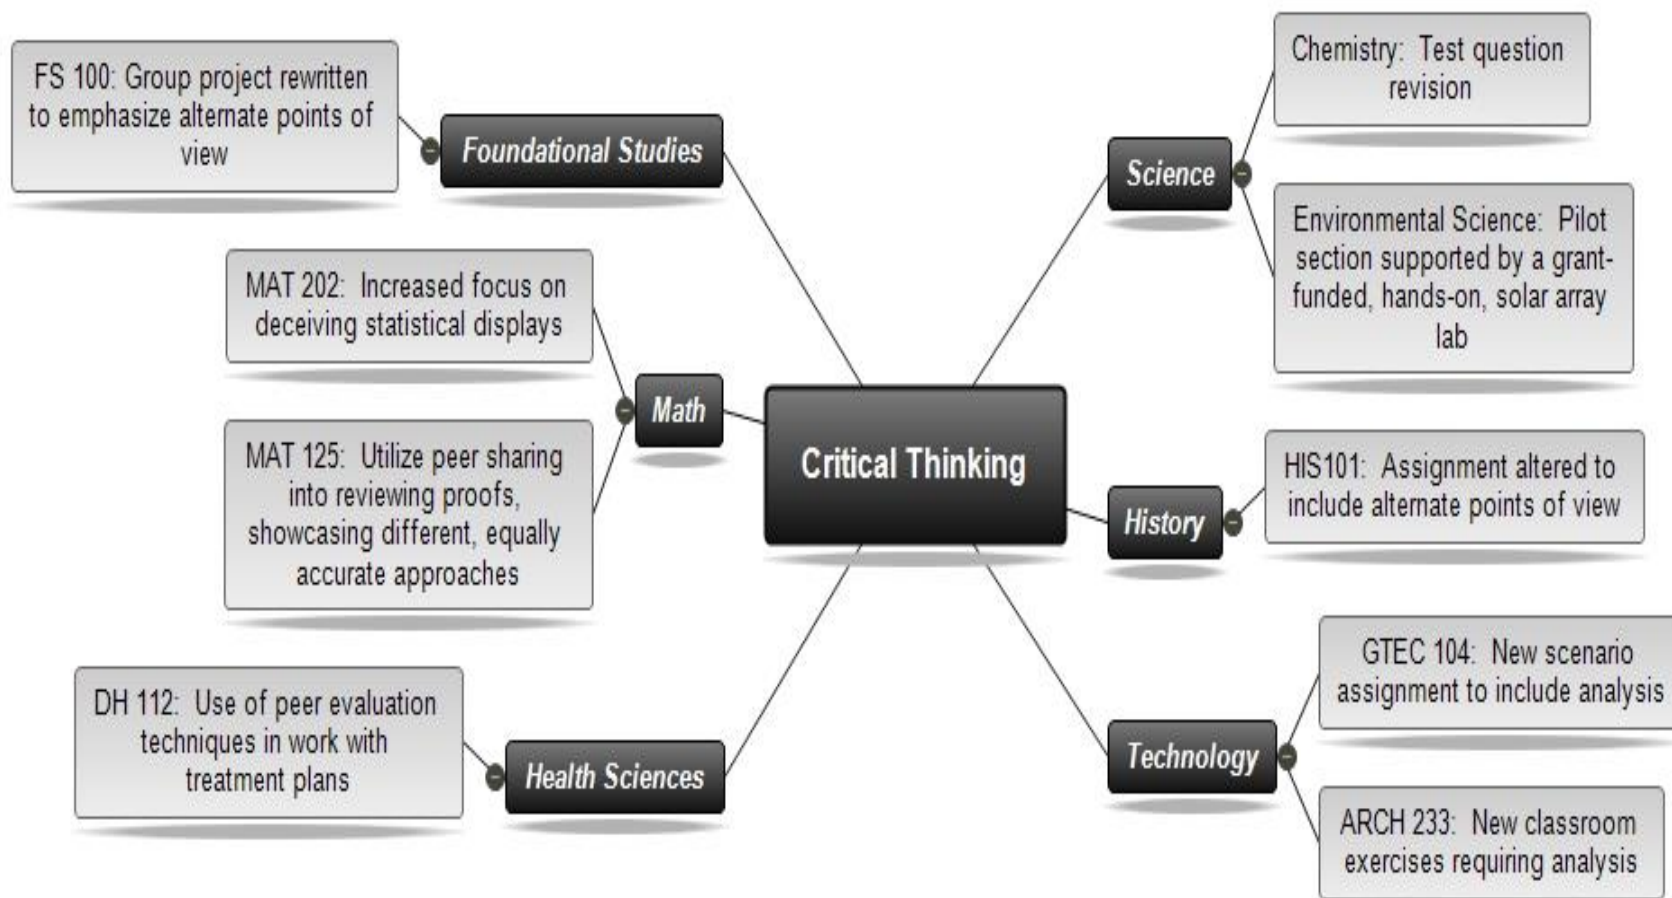 FS 100: Group project rewritten
to emphasize alternate points of
view
Foundational Studies
MAT 202:  Increased focus on
deceiving statistical displays
MAT 125:  Utilize peer sharing
into reviewing proofs,
showcasing different, equally
accurate approaches
Math
DH 112:  Use of peer evaluation
techniques in work with
treatment plans
Health Sciences
Critical Thinking
Science
Chemistry:  Test question
revision
Environmental Science:  Pilot
section supported by a grant-
funded, hands-on, solar array
lab
History
HIS101:  Assignment altered to
include alternate points of view
Technology
GTEC 104:  New scenario
assignment to include analysis
ARCH 233:  New classroom
exercises requiring analysis